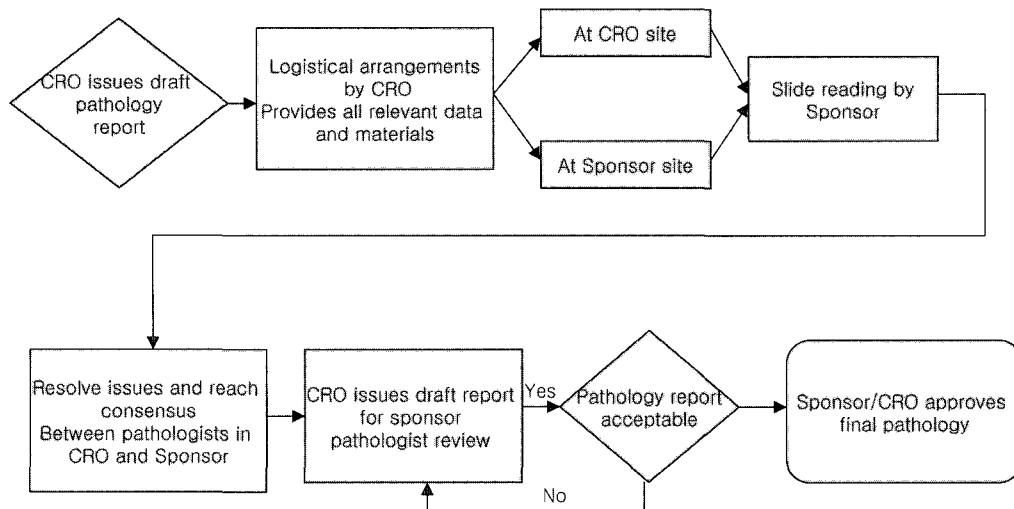 CRO issues draft
pathology
report
Logistical arrangements
by CRO
Provides all relevant data
and materials
At CRO site
At Sponsor site
Slide reading by
Sponsor
Resolve issues and reach
consensus
Between pathologists in
CRO and Sponsor
CRO issues draft report
for sponsor
pathologist review
Yes
Pathology report
acceptable
No
Sponsor/CRO approves
final pathology